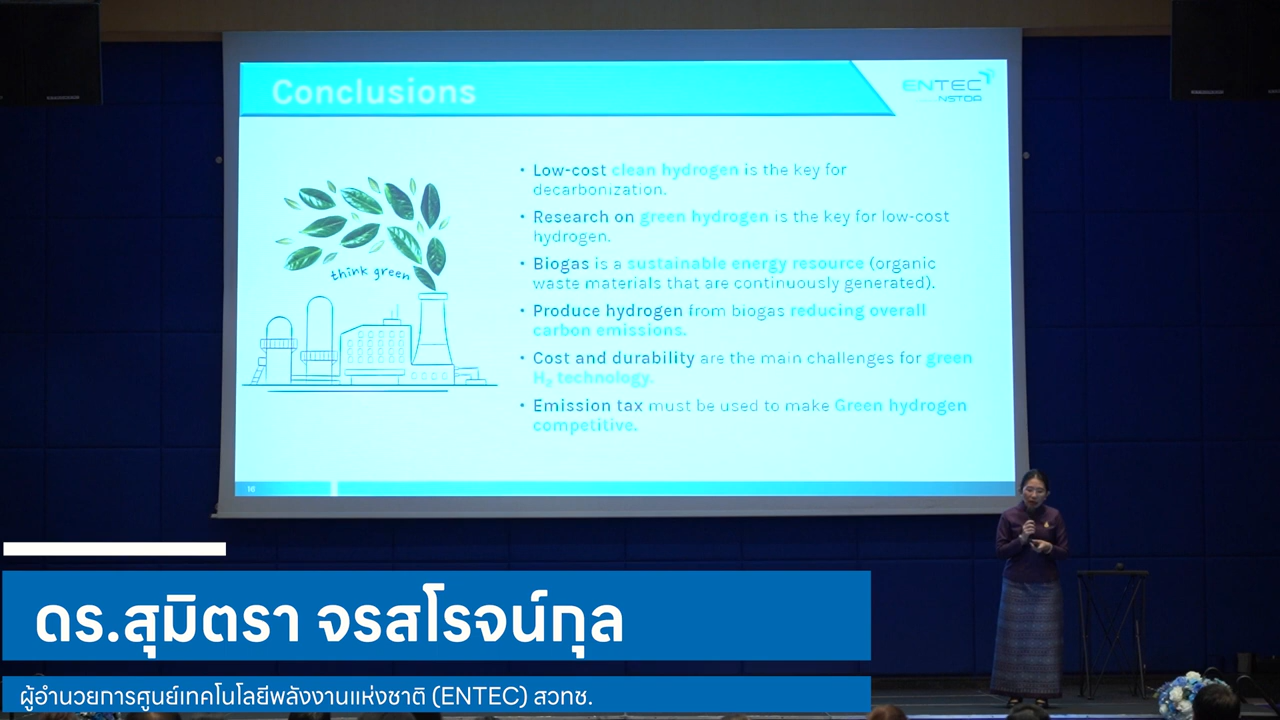 Conclusions
ENTEC
NSTDA
• Low-cost clean hydrogen is the key for
decarbonization.
• Research on green hydrogen is the key for low-cost
hydrogen.
• Biogas is a sustainable energy resource (organic
waste materials that are continuously generated).
• Produce hydrogen from biogas reducing overall
carbon emissions.
• Cost and durability are the main challenges for green
H₂ technology.
• Emission tax must be used to make Green hydrogen
competitive.
think green
16
ดร.สุมิตรา จรสโรจน์กุล
ผู้อำนวยการศูนย์เทคโนโลยีพลังงานแห่งชาติ (ENTEC) สวทช.